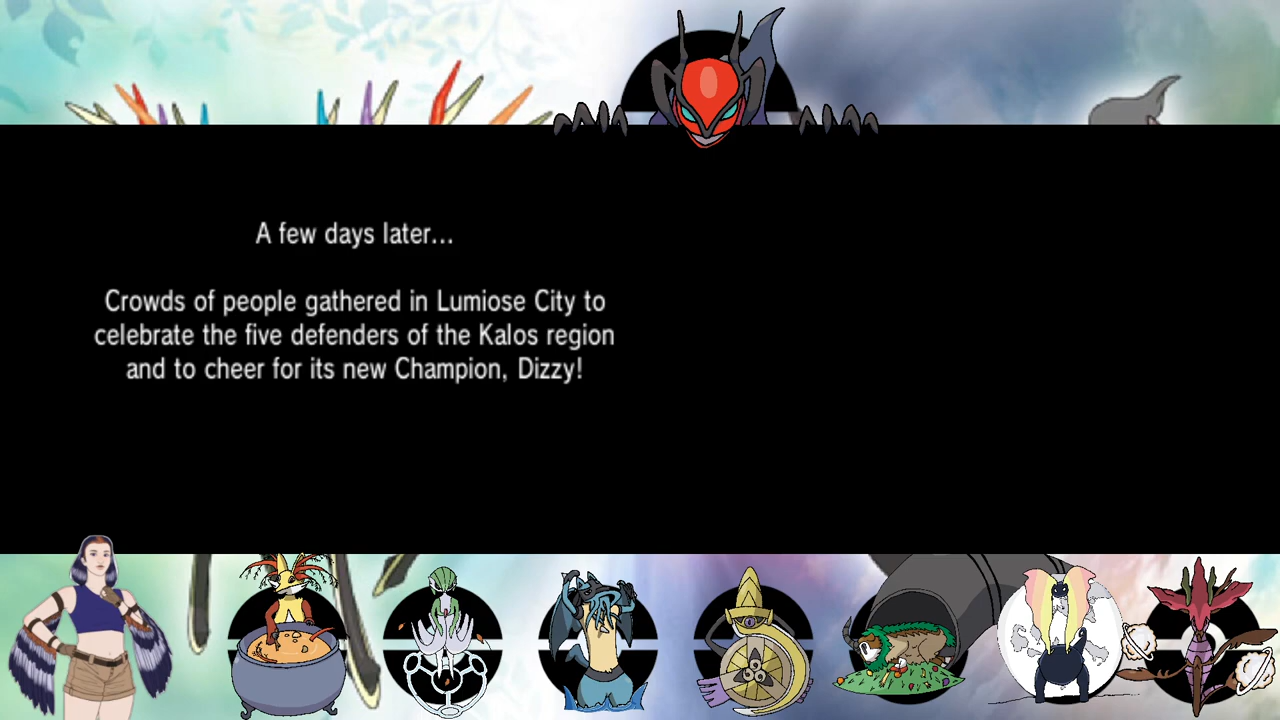 A few days later...
Crowds of people gathered in Lumiose City to
celebrate the five defenders of the Kalos region
and to cheer for its new Champion, Dizzy!